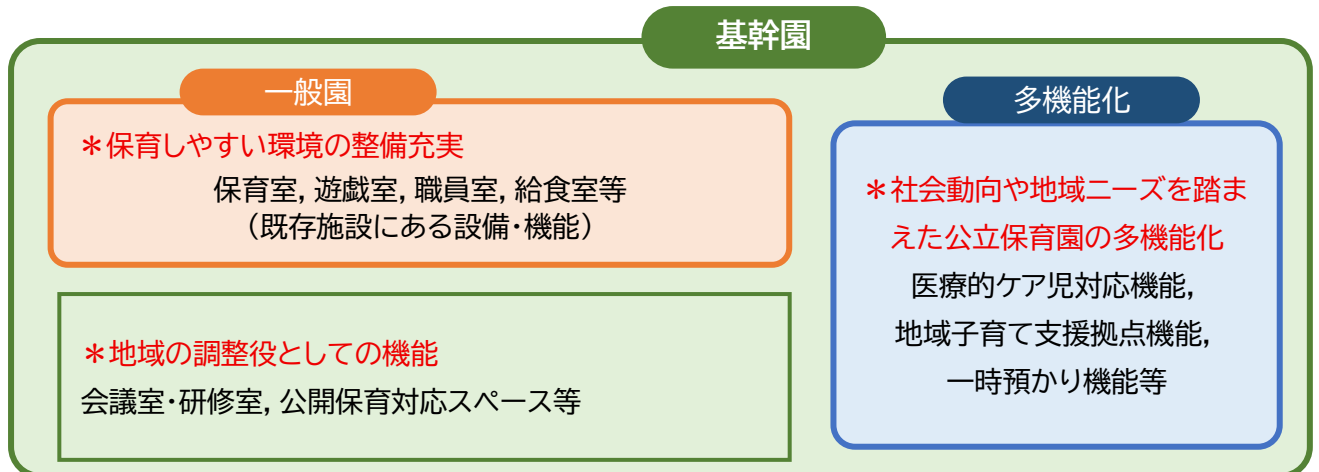 基幹園
一般園
＊保育しやすい環境の整備充実
保育室, 遊戯室, 職員室, 給食室等
（既存施設にある設備・機能）
＊地域の調整役としての機能
会議室・研修室, 公開保育対応スペース等
多機能化
＊社会動向や地域ニーズを踏ま
えた公立保育園の多機能化
医療的ケア児対応機能,
地域子育て支援拠点機能,
一時預かり機能等